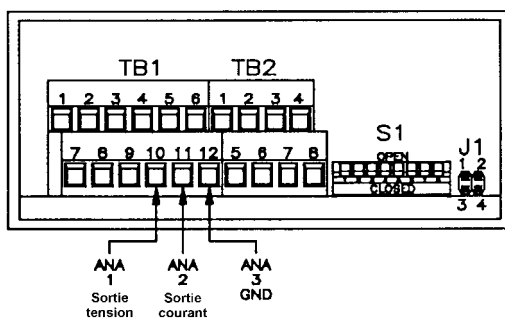 TB1 TB2
1 2 3 4 5 6 1 2 3 4
S1
J1
OPEN
1 2
7 8 9 10 11 12 5 6 7 8
CLOSED
3 4
ANA ANA ANA
1 2 3
Sortie Sortie GND
tension courant